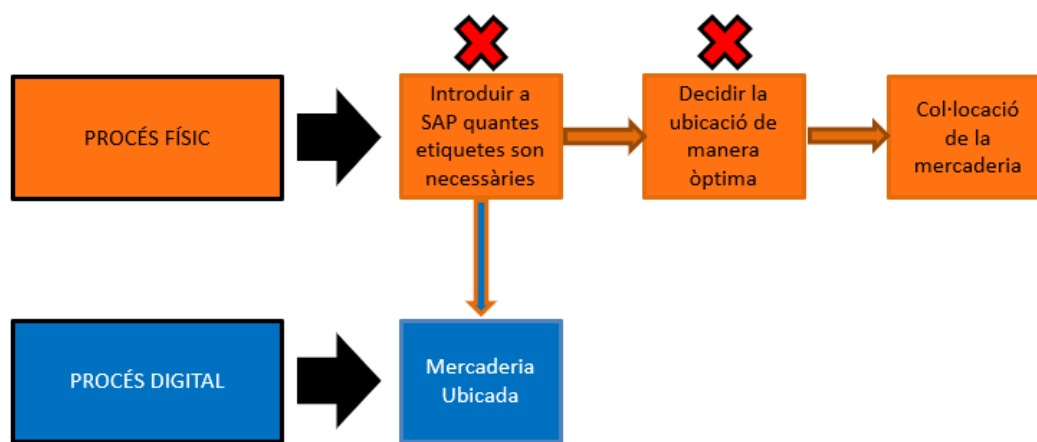 PROCÉS FÍSIC
Introduir a
SAP quantes
etiquetes son
necessàries
Decidir la
ubicació de
manera
òptima
Col·locació
de la
mercaderia
PROCÉS DIGITAL
Mercaderia
Ubicada